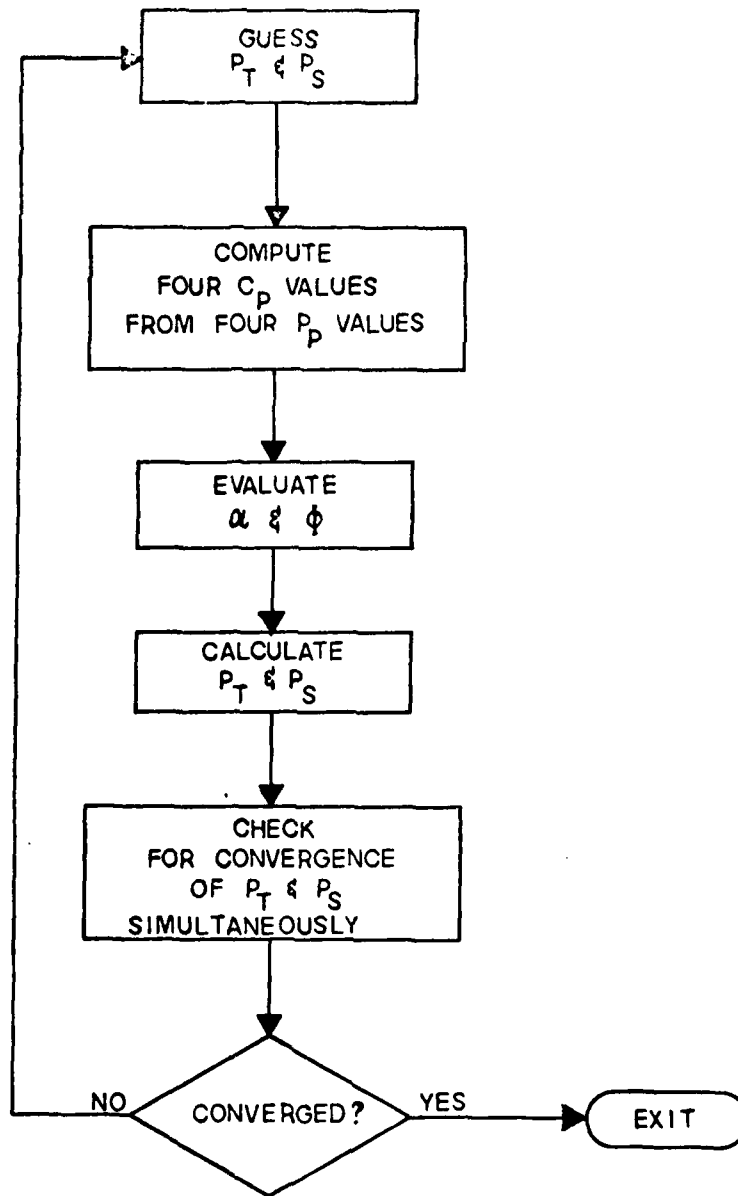 GUESS
P_T & P_S
COMPUTE
FOUR C_P VALUES
FROM FOUR P_P VALUES
EVALUATE
α & ϕ
CALCULATE
P_T & P_S
CHECK
FOR CONVERGENCE
OF P_T & P_S
SIMULTANEOUSLY
NO
CONVERGED?
YES
EXIT